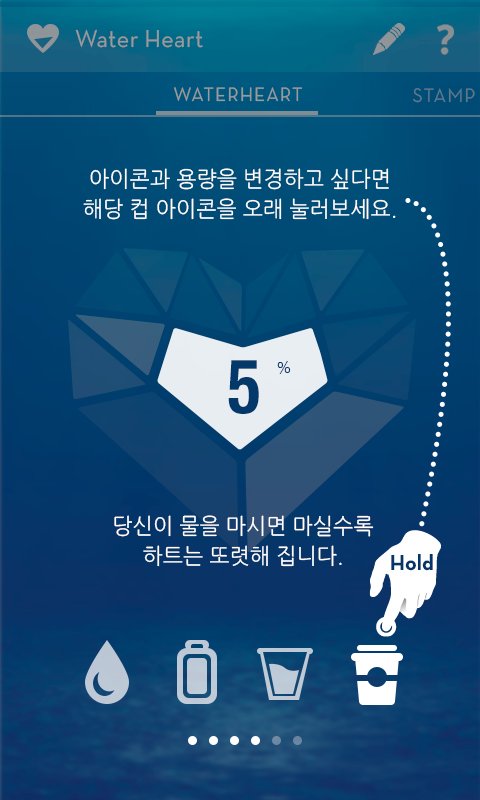 Water Heart
?
WATERHEART
STAMP
아이콘과 용량을 변경하고 싶다면
해당 컵 아이콘을 오래 눌러보세요.
5 %
당신이 물을 마시면 마실수록
하트는 또렷해 집니다.
Hold